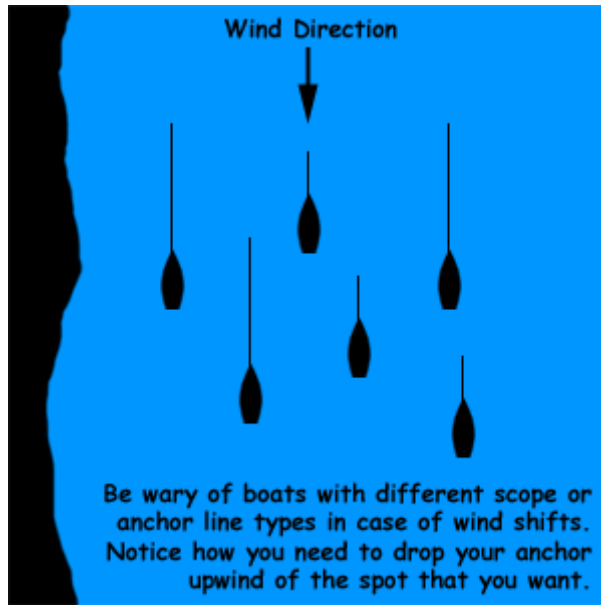 Wind Direction
Be wary of boats with different scope or
anchor line types in case of wind shifts.
Notice how you need to drop your anchor
upwind of the spot that you want.